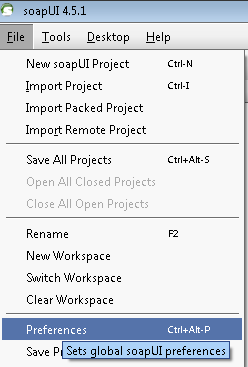 soapUI 4.5.1
File Tools Desktop Help
New soapUI Project Ctrl-N
Import Project Ctrl-I
Import Packed Project
Import Remote Project
Save All Projects Ctrl+Alt-S
Open All Closed Projects
Close All Open Projects
Rename F2
New Workspace
Switch Workspace
Clear Workspace
Preferences Ctrl+Alt-P
Save
Sets global soapUI preferences